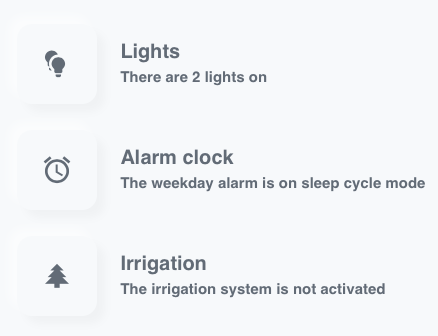 Lights
There are 2 lights on
Alarm clock
The weekday alarm is on sleep cycle mode
Irrigation
The irrigation system is not activated